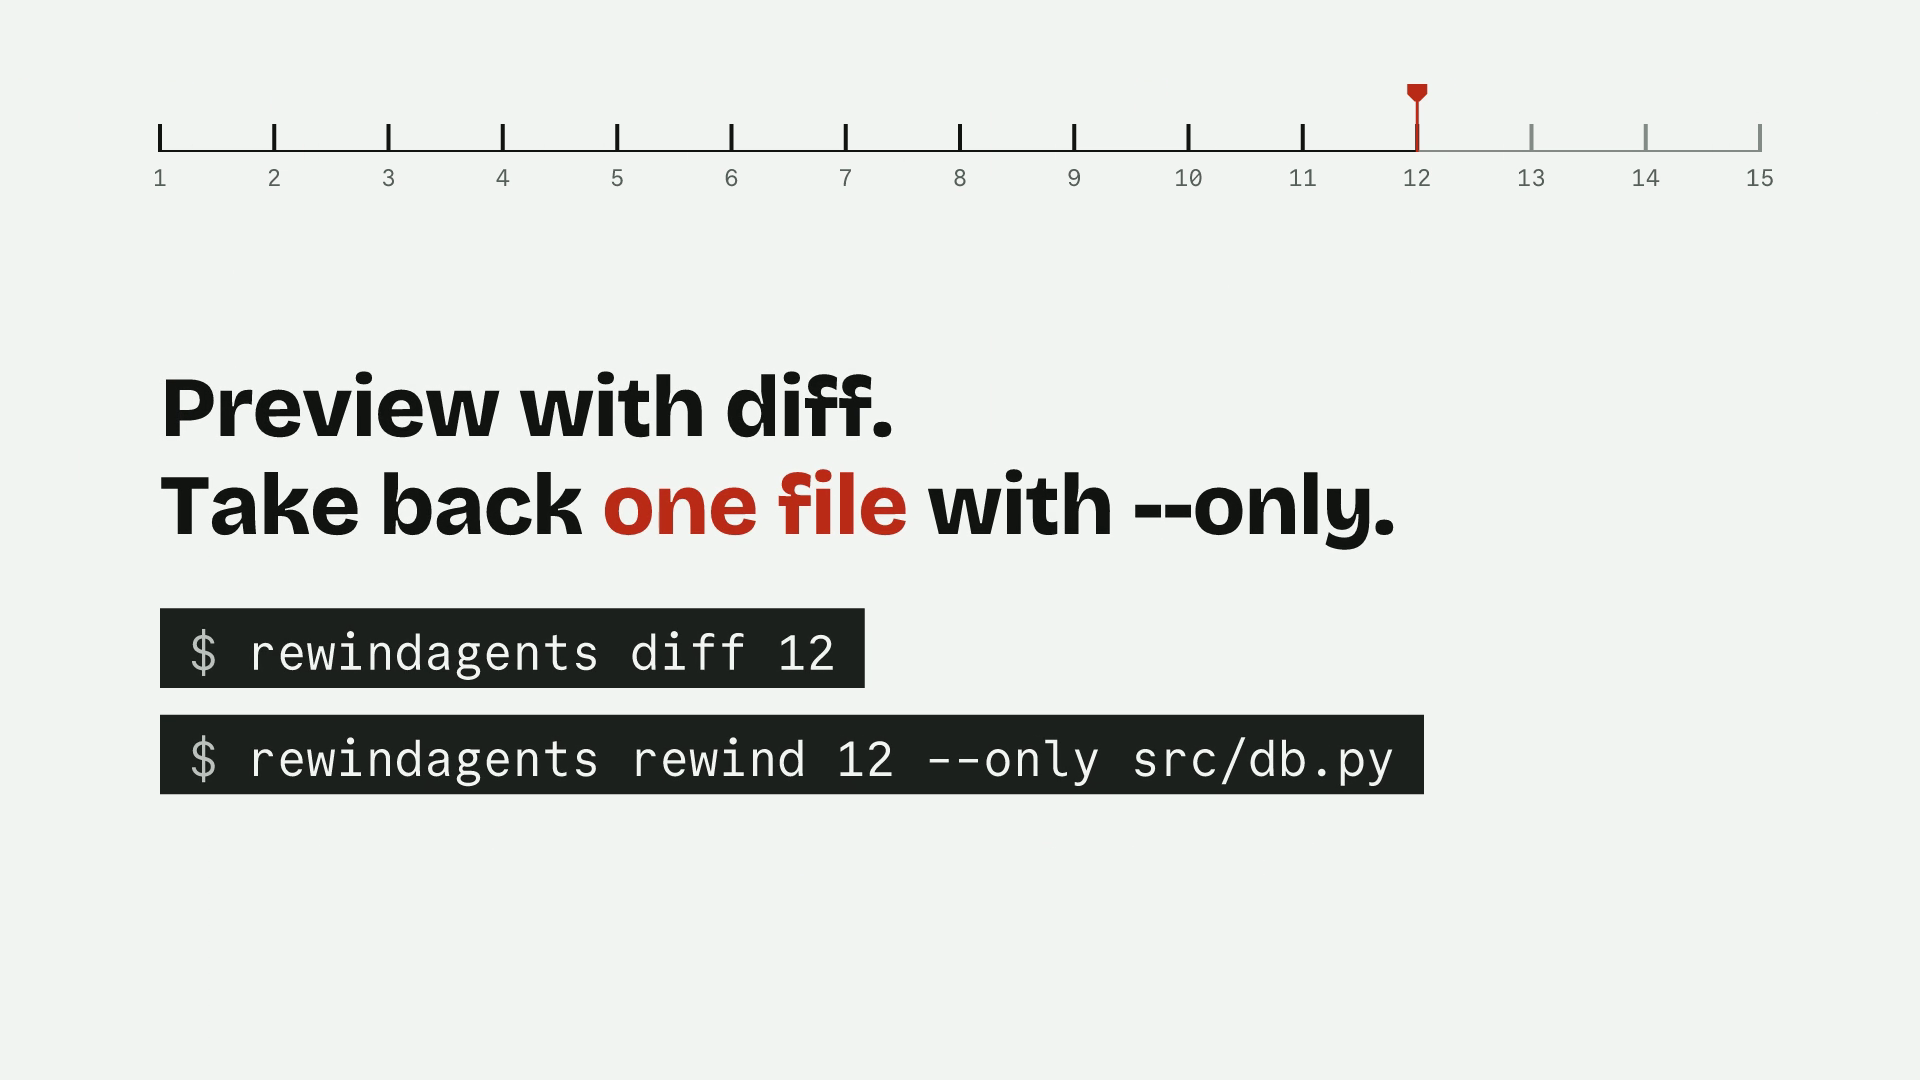 1 2 3 4 5 6 7 8 9 10 11 12 13 14 15
Preview with diff.
Take back one file with --only.
$ rewindagents diff 12
$ rewindagents rewind 12 --only src/db.py